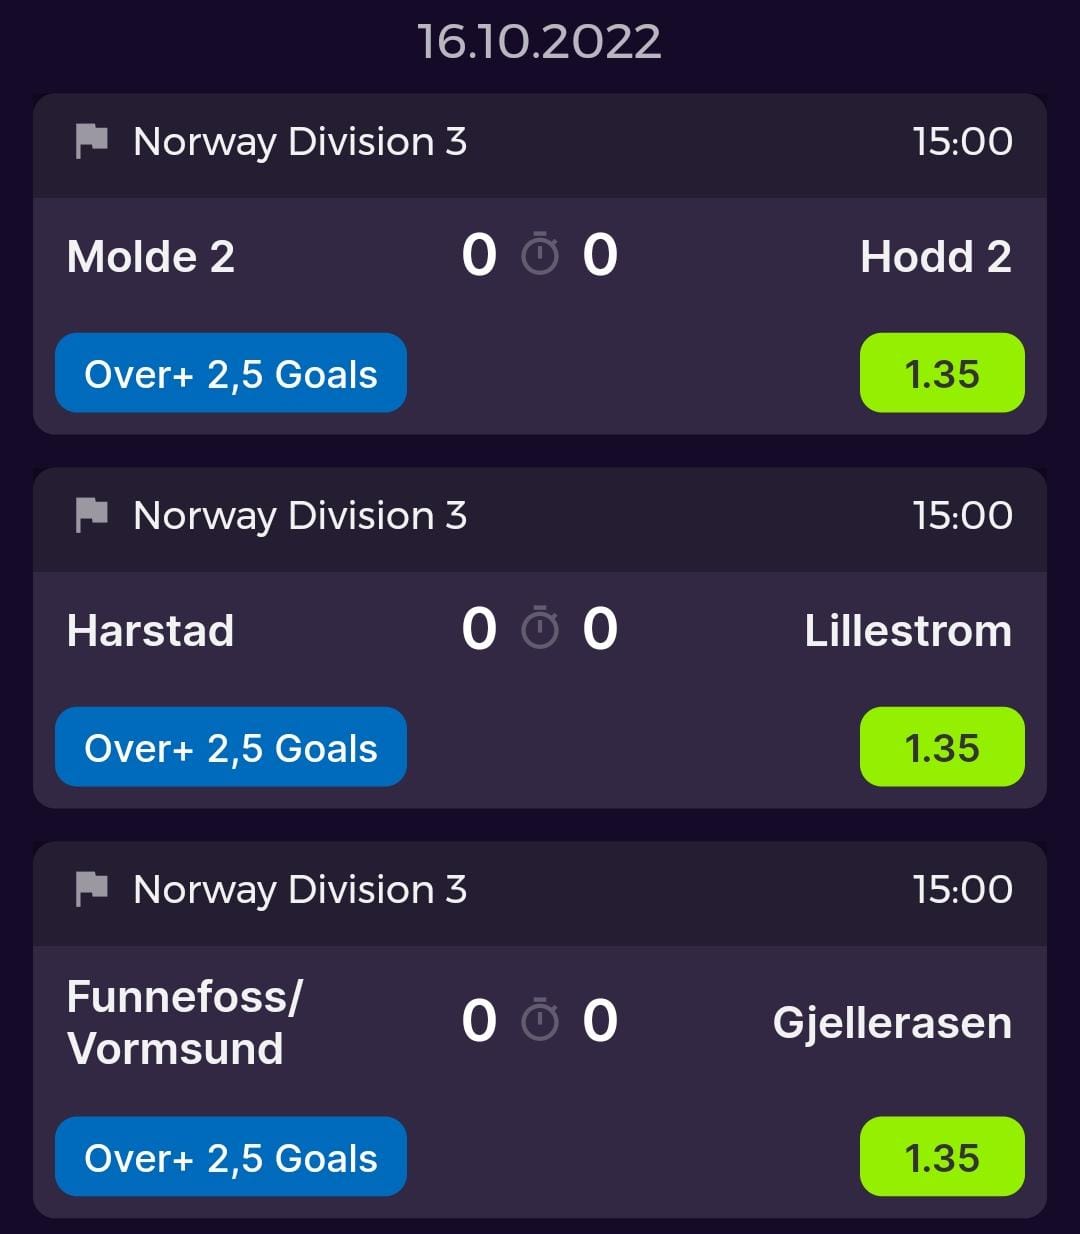 16.10.2022
Norway Division 3 15:00
Molde 2 0 0 Hodd 2
Over+ 2,5 Goals 1.35
Norway Division 3 15:00
Harstad 0 0 Lillestrom
Over+ 2,5 Goals 1.35
Norway Division 3 15:00
Funnefoss/
Vormsund 0 0 Gjellerasen
Over+ 2,5 Goals 1.35